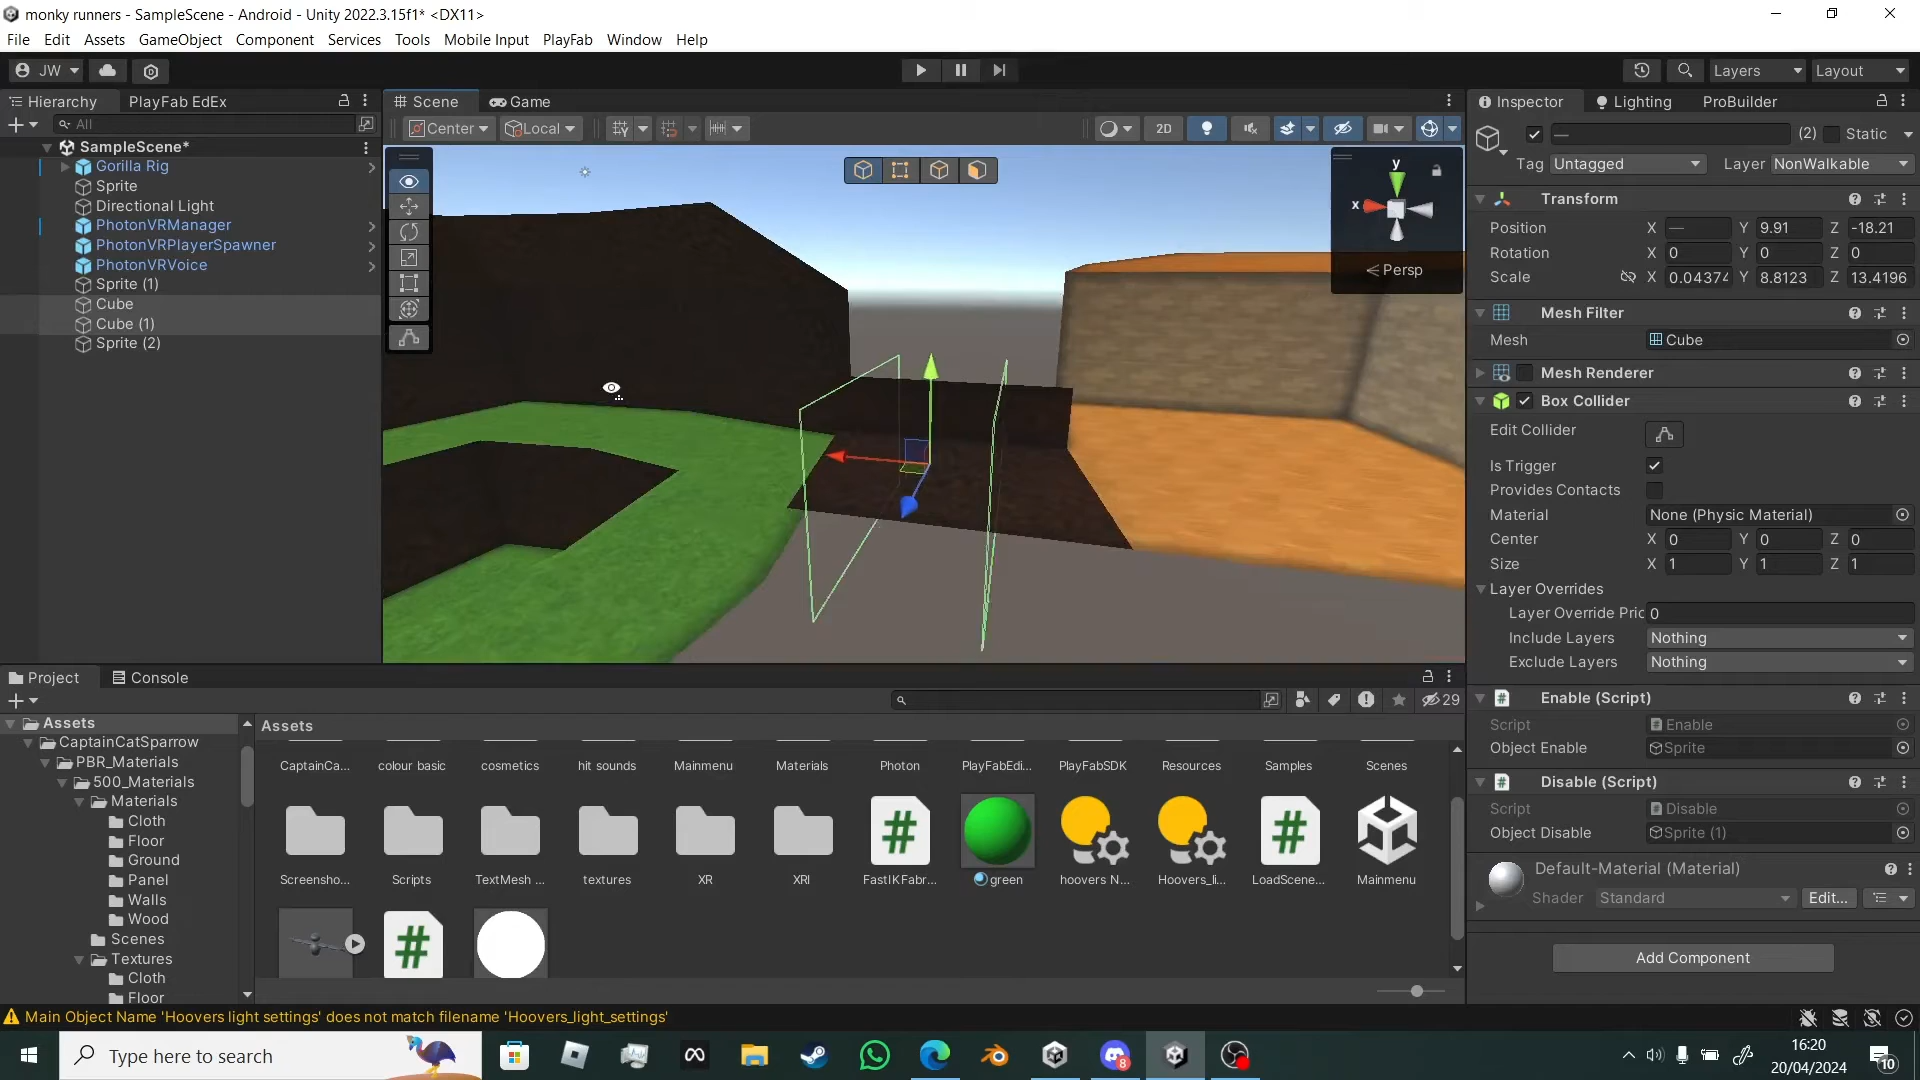 monky runners - SampleScene - Android - Unity 2022.3.15f1* <DX11>
File Edit Assets GameObject Component Services Tools Mobile Input PlayFab Window Help
JW Layers Layout
Hierarchy PlayFab EdEx Scene Game Inspector Lighting ProBuilder
All Center Local 2D (2) Static
SampleScene*
Gorilla Rig
Sprite
Directional Light
PhotonVRManager
PhotonVRPlayerSpawner
PhotonVRVoice
Sprite (1)
Cube
Cube (1)
Sprite (2)
y
x
Persp
Tag Untagged Layer NonWalkable
Transform
Position X — Y 9.91 Z -18.21
Rotation X 0 Y 0 Z 0
Scale X 0.04374 Y 8.8123 Z 13.4196
Mesh Filter
Mesh Cube
Mesh Renderer
Box Collider
Edit Collider
Is Trigger
Provides Contacts
Material None (Physic Material)
Center X 0 Y 0 Z 0
Size X 1 Y 1 Z 1
Layer Overrides
Layer Override Pric 0
Include Layers Nothing
Exclude Layers Nothing
Enable (Script)
Script Enable
Object Enable Sprite
Disable (Script)
Script Disable
Object Disable Sprite (1)
Default-Material (Material)
Shader Standard Edit...
Add Component
Project Console
29
Assets
CaptainCatSparrow
PBR_Materials
500_Materials
Materials
Cloth
Floor
Ground
Panel
Walls
Wood
Scenes
Textures
Cloth
Floor
Assets
CaptainCa... colour basic cosmetics hit sounds Mainmenu Materials Photon PlayFabEdi... PlayFabSDK Resources Samples Scenes
Screensho... Scripts TextMesh ... textures XR XRI FastIKFabr... green hoovers N... Hoovers_li... LoadScene... Mainmenu
Main Object Name 'Hoovers light settings' does not match filename 'Hoovers_light_settings'
Type here to search
8
16:20
20/04/2024
10